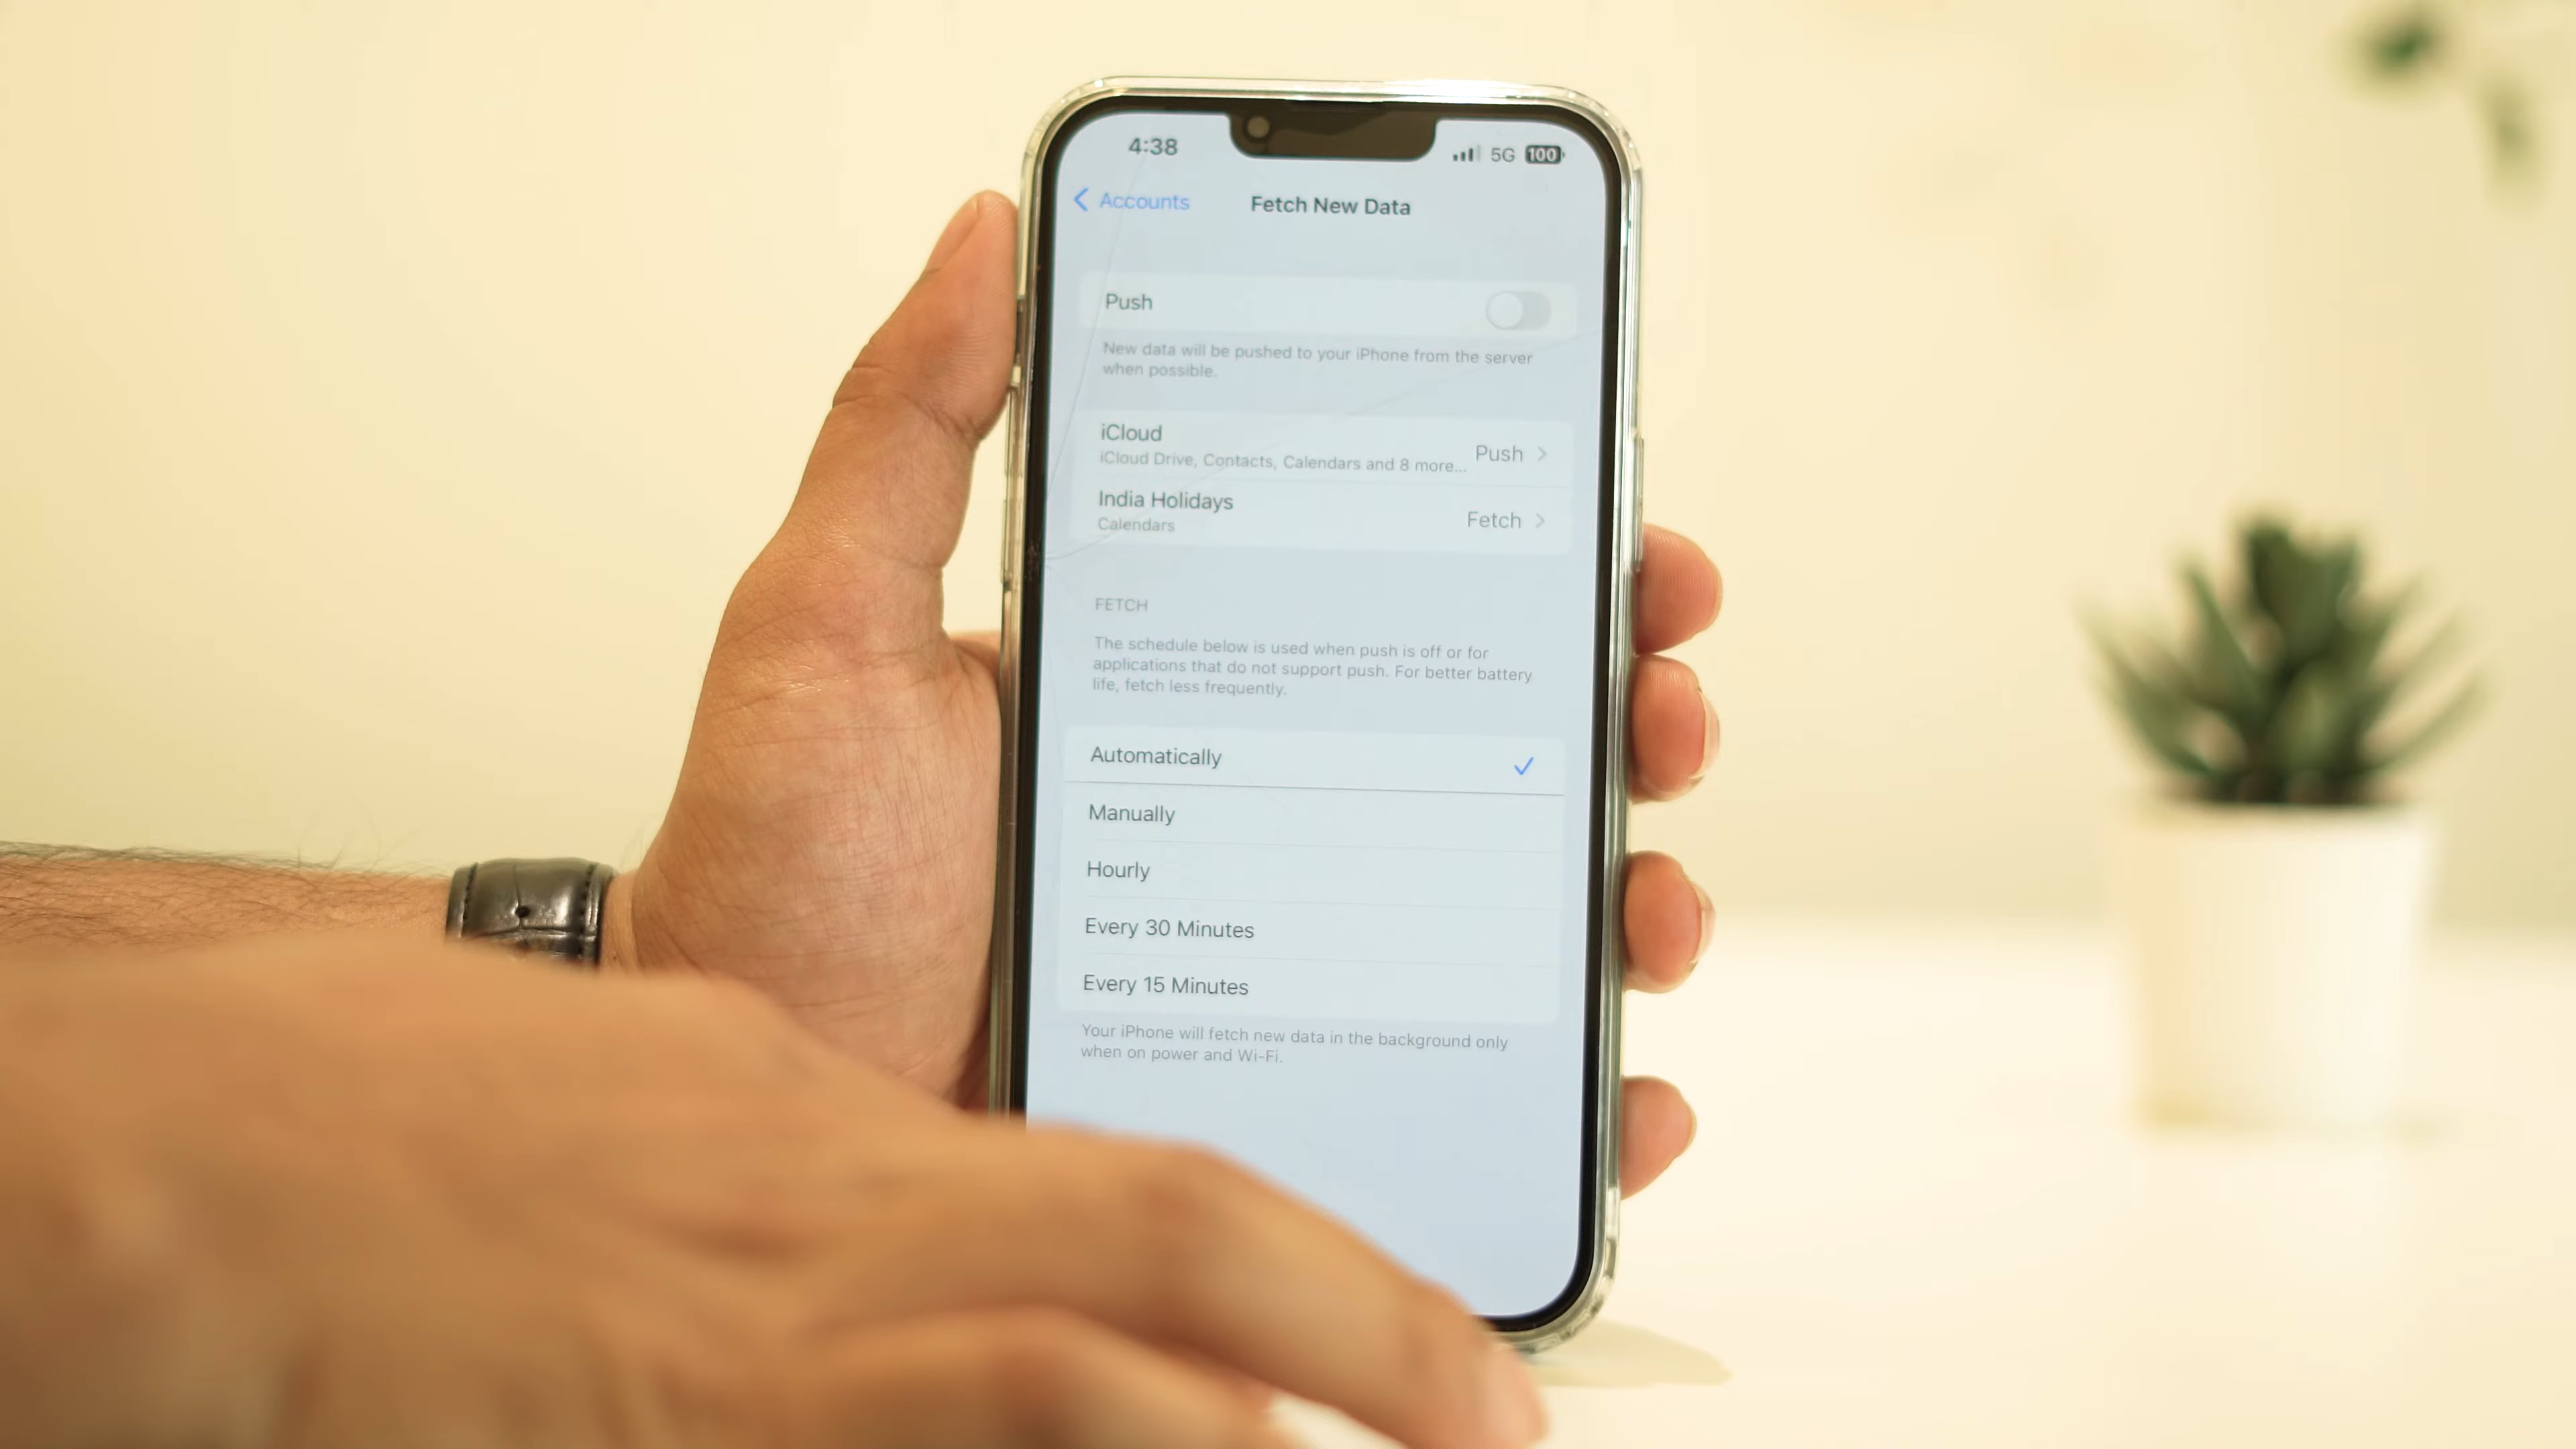 4:38
5G 100
Accounts
Fetch New Data
Push
New data will be pushed to your iPhone from the server
when possible.
iCloud
iCloud Drive, Contacts, Calendars and 8 more...
Push
India Holidays
Calendars
Fetch
FETCH
The schedule below is used when push is off or for
applications that do not support push. For better battery
life, fetch less frequently.
Automatically
Manually
Hourly
Every 30 Minutes
Every 15 Minutes
Your iPhone will fetch new data in the background only
when on power and Wi-Fi.